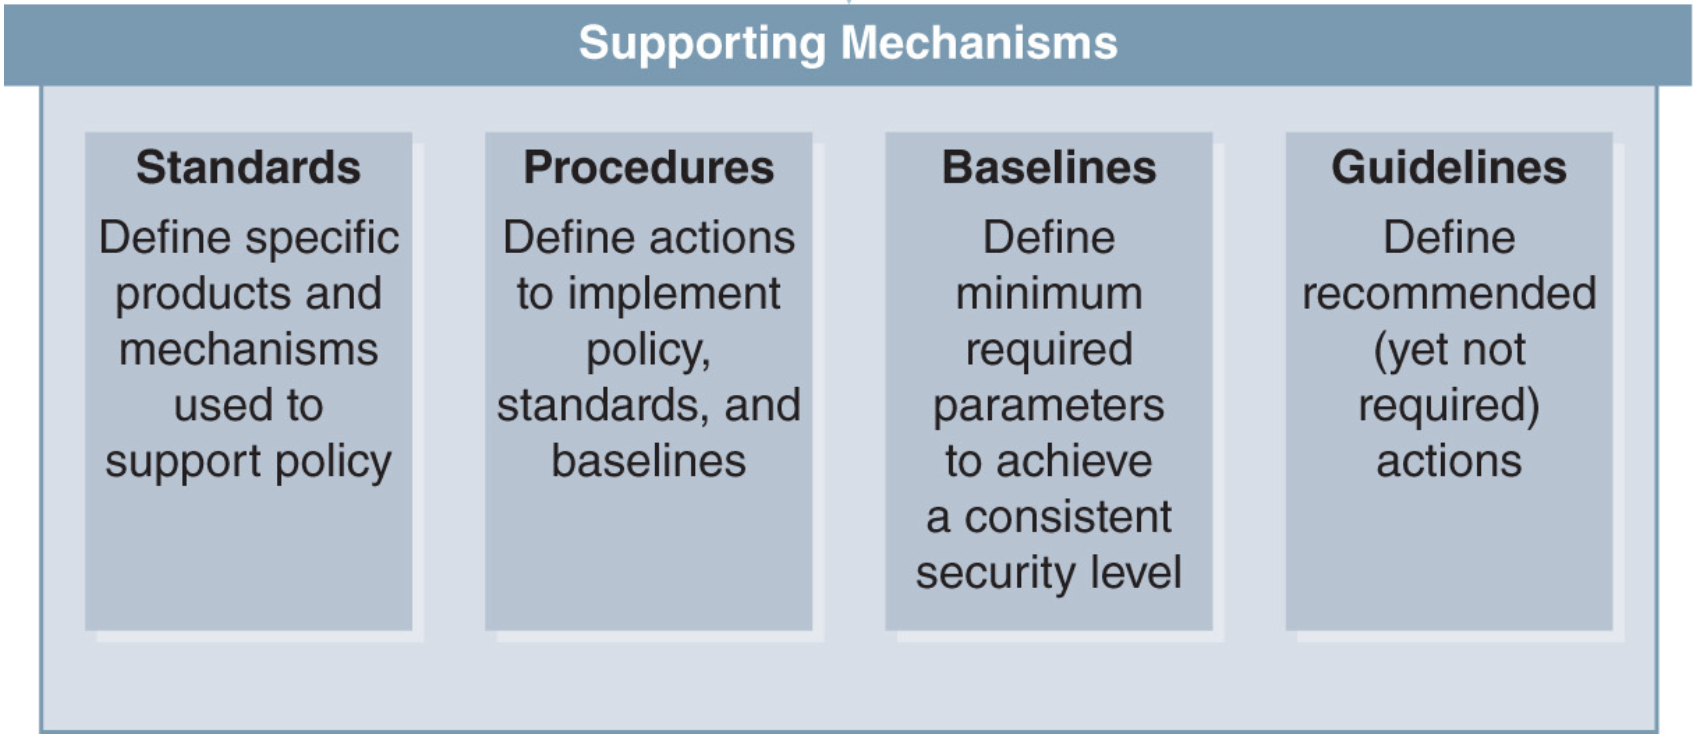 Supporting Mechanisms
Standards
Define specific
products and
mechanisms
used to
support policy
Procedures
Define actions
to implement
policy,
standards, and
baselines
Baselines
Define
minimum
required
parameters
to achieve
a consistent
security level
Guidelines
Define
recommended
(yet not
required)
actions